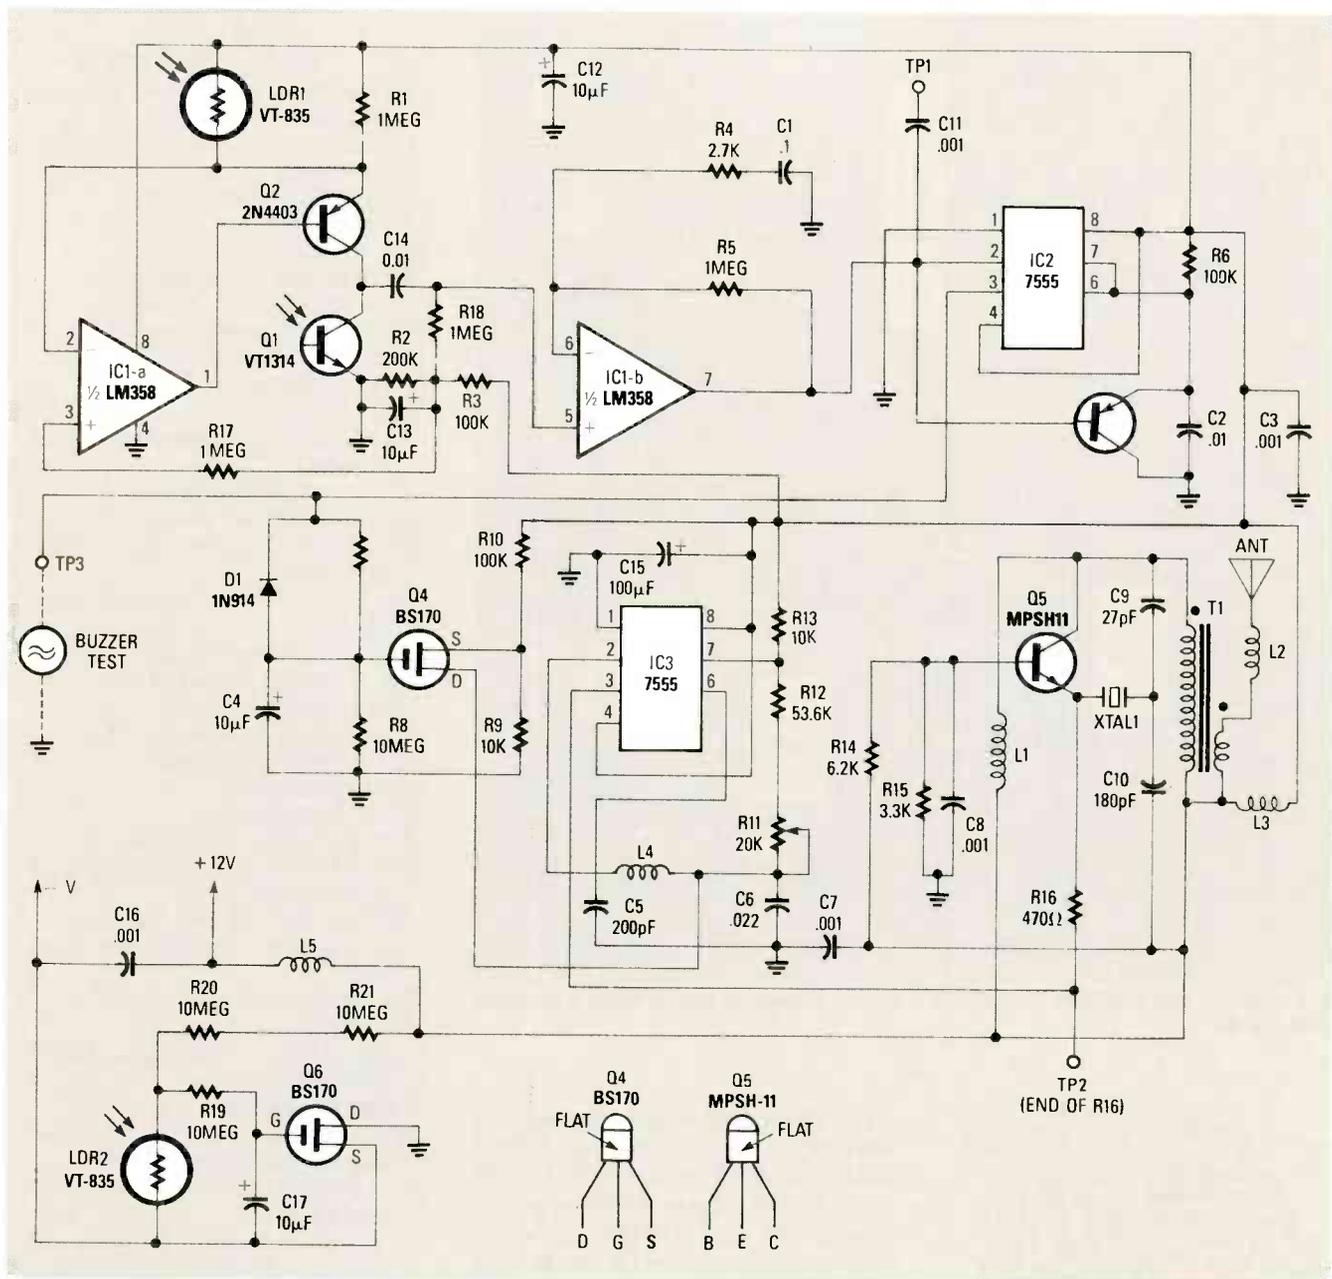 LDR1
VT-835
R1
1MEG
+
C12
10µF
TP1
C11
.001
R4
2.7K
C1
.1
Q2
2N4403
C14
0.01
R5
1MEG
1
2
3
4
IC2
7555
8
7
6
R6
100K
2
8
IC1-a
½ LM358
1
3
+
4
Q1
VT1314
R2
200K
R18
1MEG
+
C13
10µF
R3
100K
R17
1MEG
6
IC1-b
½ LM358
7
5
+
C2
.01
C3
.001
TP3
BUZZER
TEST
D1
1N914
+
C4
10µF
Q4
BS170
S
D
R8
10MEG
R10
100K
R9
10K
+
C15
100µF
1
2
3
4
IC3
7555
8
7
6
R13
10K
R12
53.6K
R11
20K
L4
C5
200pF
C6
.022
C7
.001
R14
6.2K
R15
3.3K
C8
.001
L1
Q5
MPSH11
C9
27pF
XTAL1
C10
180pF
T1
ANT
L2
L3
R16
470Ω
TP2
(END OF R16)
V
+12V
C16
.001
L5
R20
10MEG
R21
10MEG
R19
10MEG
Q6
BS170
G
D
S
LDR2
VT-835
+
C17
10µF
Q4
BS170
FLAT
D G S
Q5
MPSH-11
FLAT
B E C